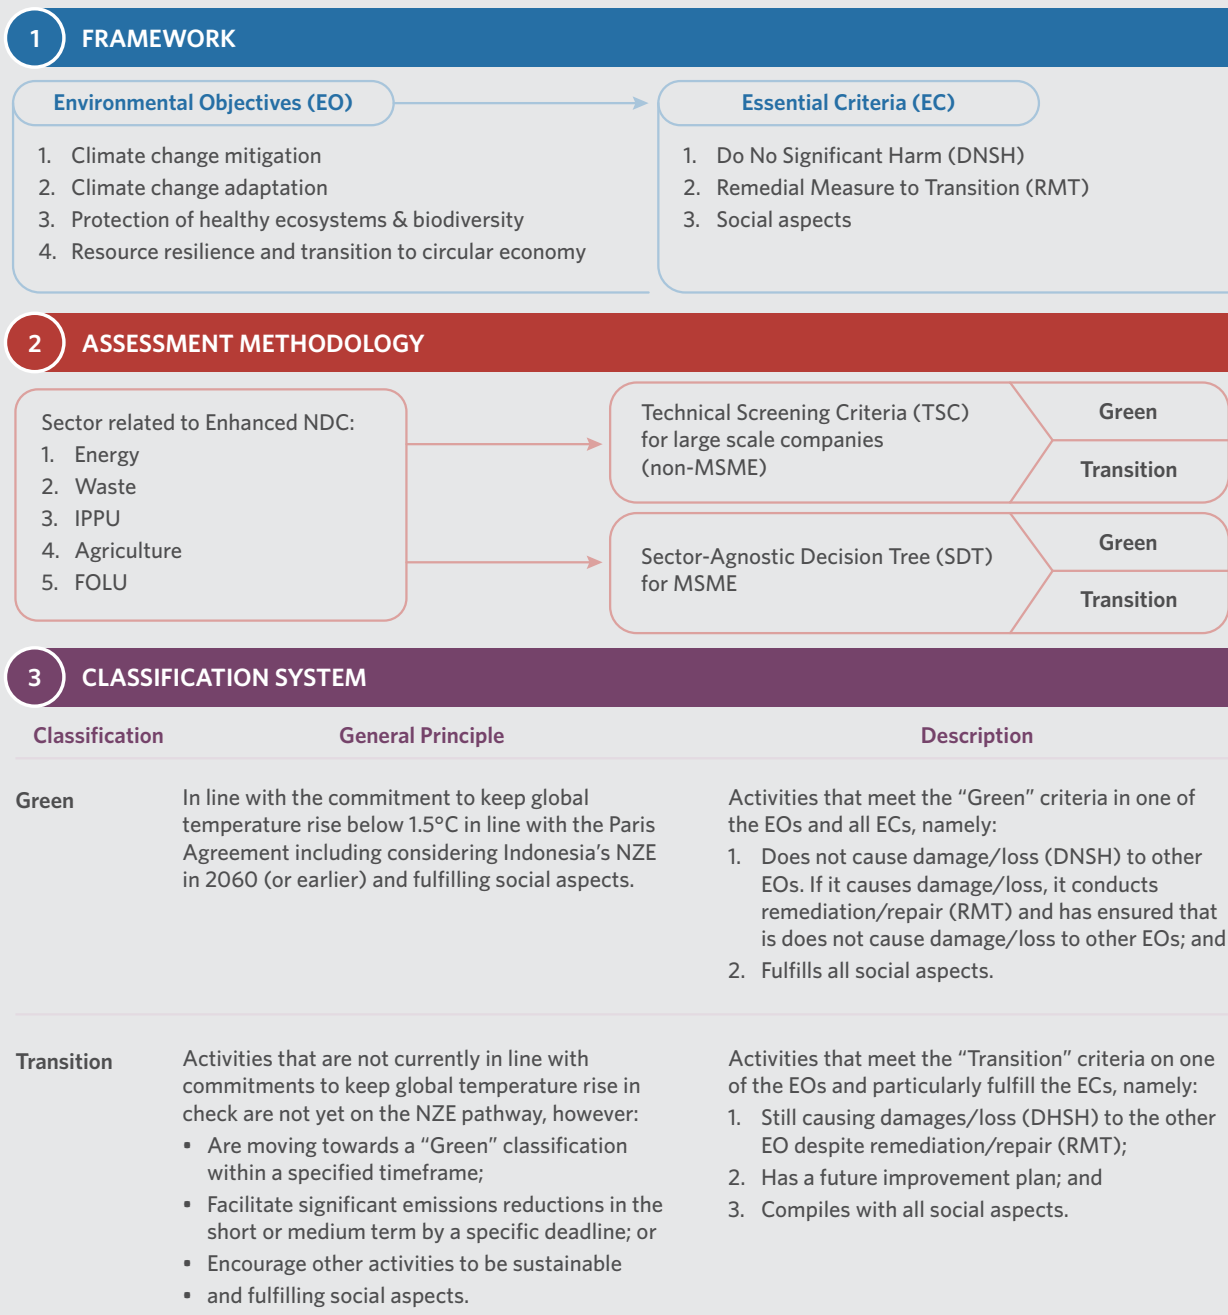 1 FRAMEWORK
Environmental Objectives (EO)
1. Climate change mitigation
2. Climate change adaptation
3. Protection of healthy ecosystems & biodiversity
4. Resource resilience and transition to circular economy
Essential Criteria (EC)
1. Do No Significant Harm (DNSH)
2. Remedial Measure to Transition (RMT)
3. Social aspects
2 ASSESSMENT METHODOLOGY
Sector related to Enhanced NDC:
1. Energy
2. Waste
3. IPPU
4. Agriculture
5. FOLU
Technical Screening Criteria (TSC)
for large scale companies
(non-MSME)
Green
Transition
Sector-Agnostic Decision Tree (SDT)
for MSME
Green
Transition
3 CLASSIFICATION SYSTEM
Classification
General Principle
Description
Green
In line with the commitment to keep global
temperature rise below 1.5°C in line with the Paris
Agreement including considering Indonesia's NZE
in 2060 (or earlier) and fulfilling social aspects.
Activities that meet the “Green” criteria in one of
the EOs and all ECs, namely:
1. Does not cause damage/loss (DNSH) to other
EOs. If it causes damage/loss, it conducts
remediation/repair (RMT) and has ensured that
is does not cause damage/loss to other EOs; and
2. Fulfills all social aspects.
Transition
Activities that are not currently in line with
commitments to keep global temperature rise in
check are not yet on the NZE pathway, however:
• Are moving towards a “Green” classification
within a specified timeframe;
• Facilitate significant emissions reductions in the
short or medium term by a specific deadline; or
• Encourage other activities to be sustainable
• and fulfilling social aspects.
Activities that meet the “Transition” criteria on one
of the EOs and particularly fulfill the ECs, namely:
1. Still causing damages/loss (DHSH) to the other
EO despite remediation/repair (RMT);
2. Has a future improvement plan; and
3. Compiles with all social aspects.